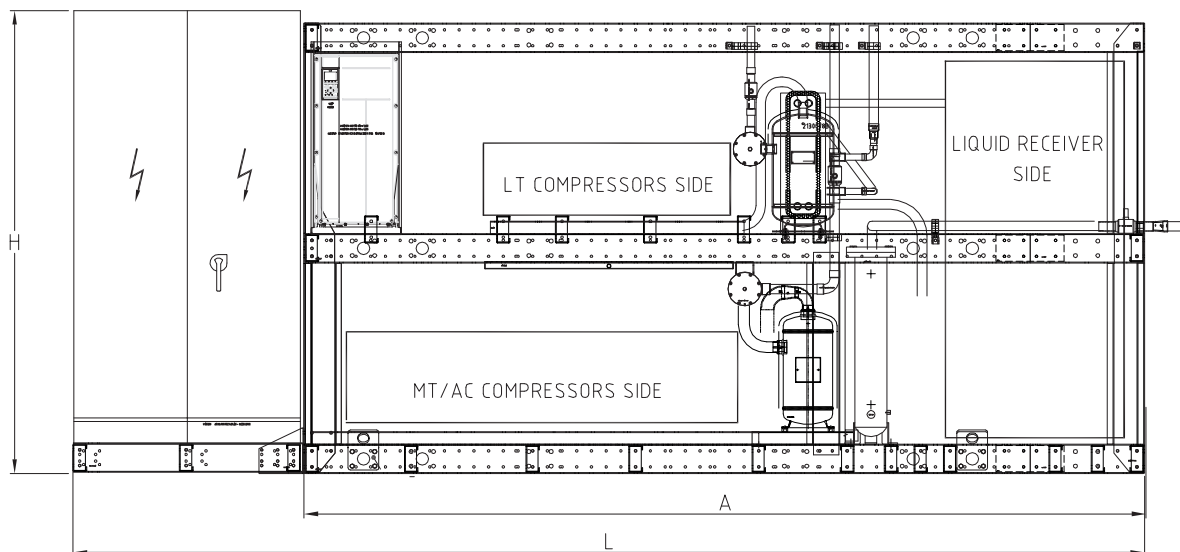 H
LT COMPRESSORS SIDE
LIQUID RECEIVER
SIDE
MT/AC COMPRESSORS SIDE
A
L